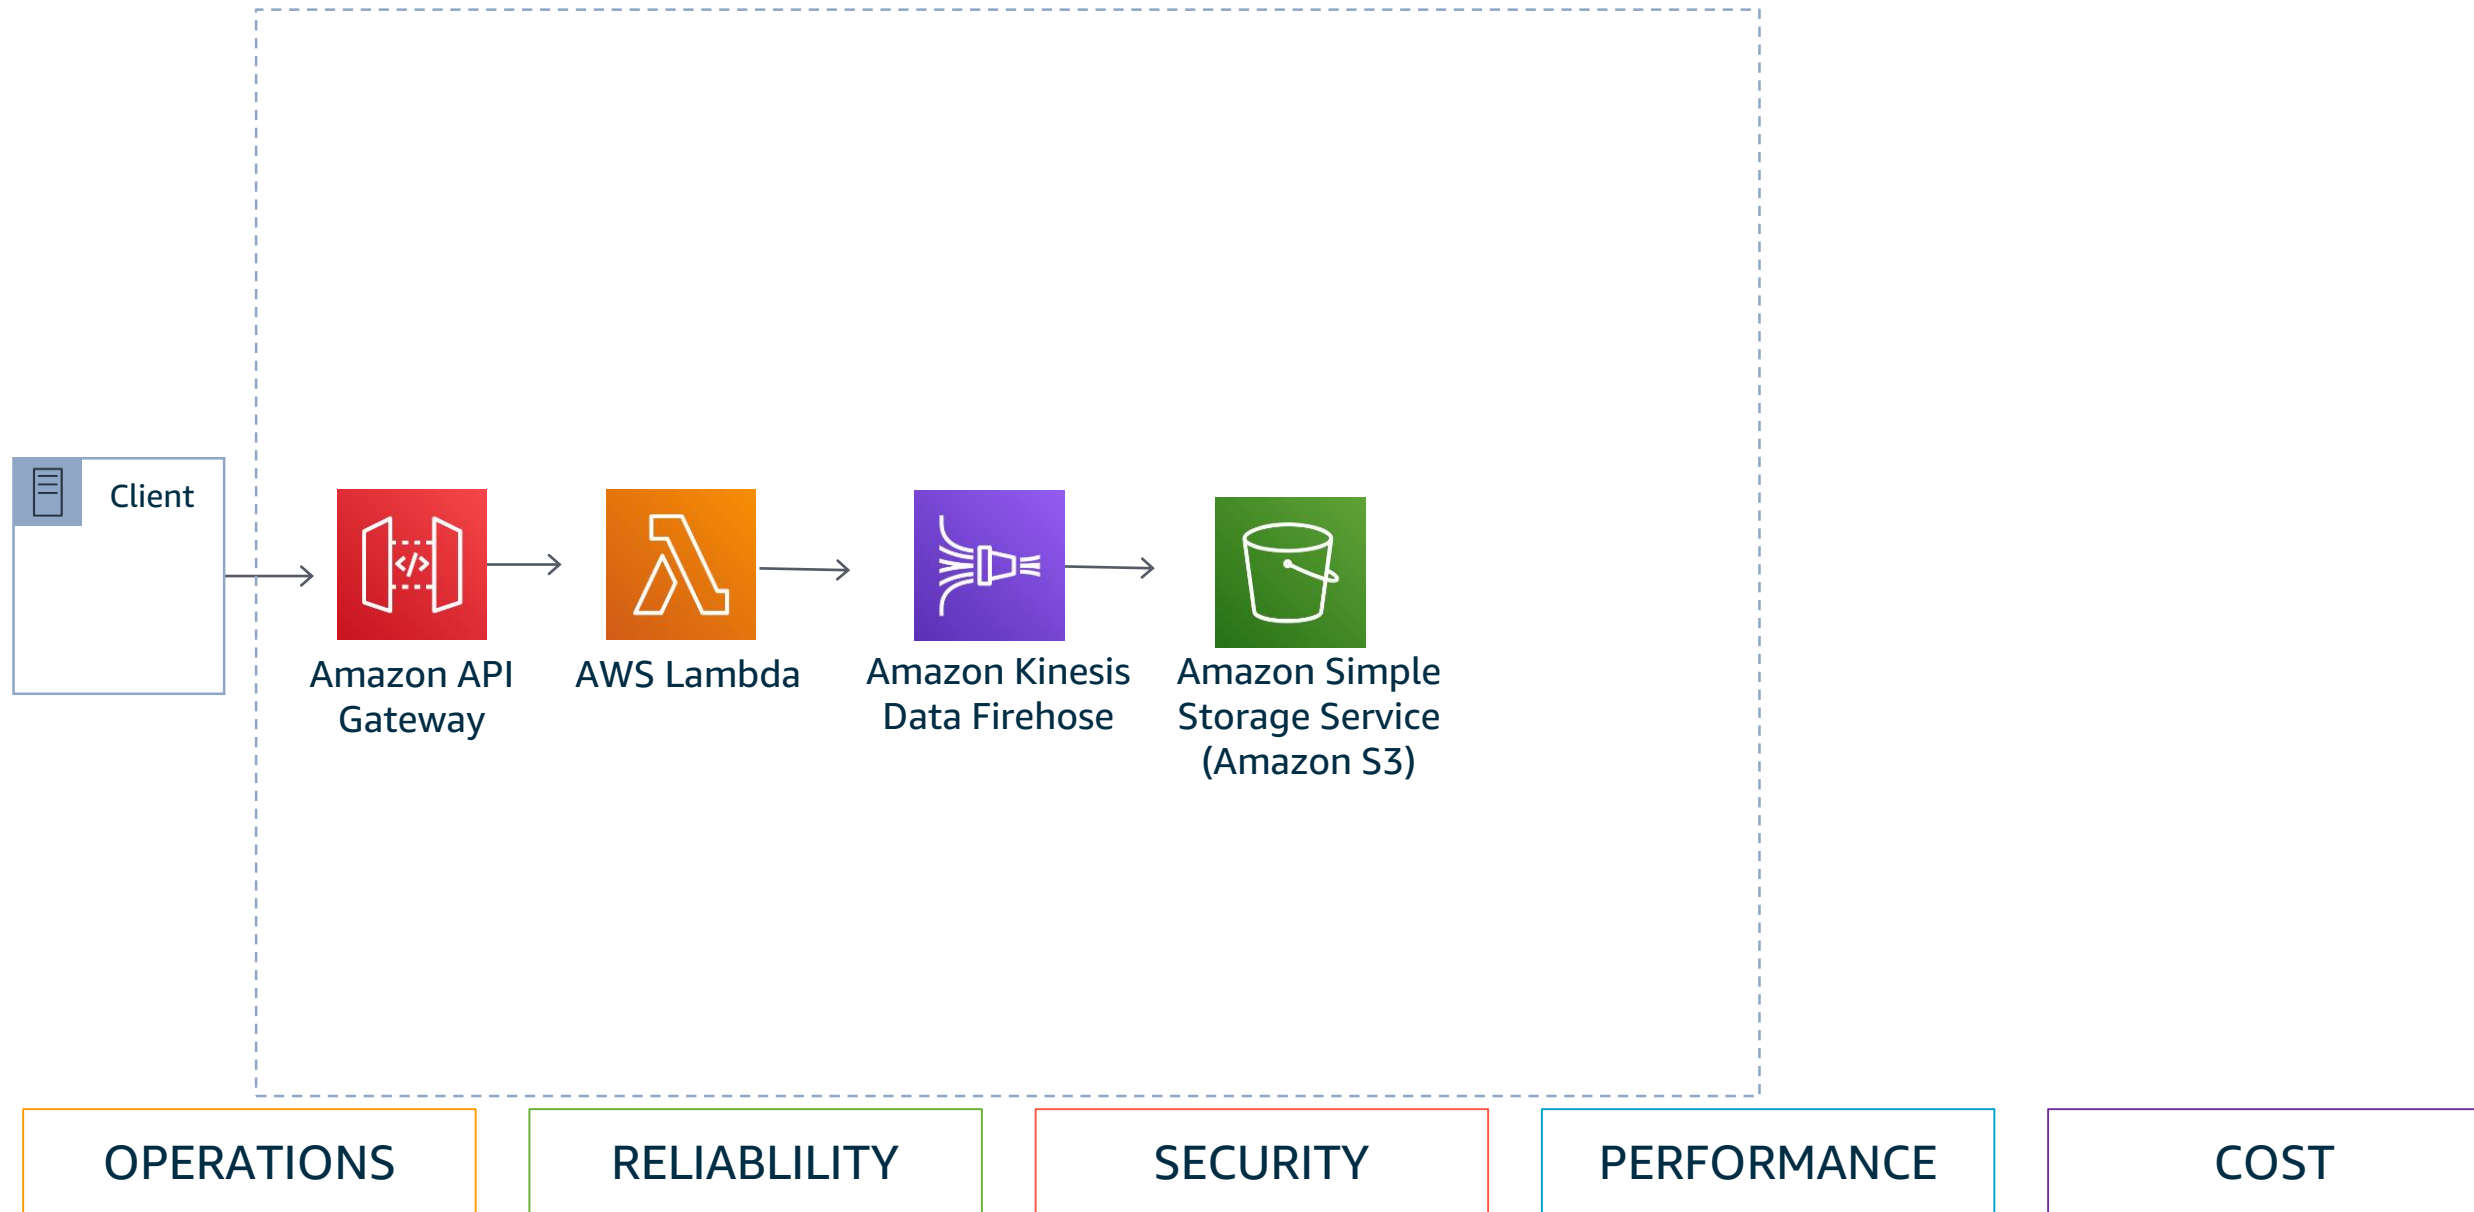 Client
Amazon API
Gateway
AWS Lambda
Amazon Kinesis
Data Firehose
Amazon Simple
Storage Service
(Amazon S3)
OPERATIONS
RELIABLILITY
SECURITY
PERFORMANCE
COST